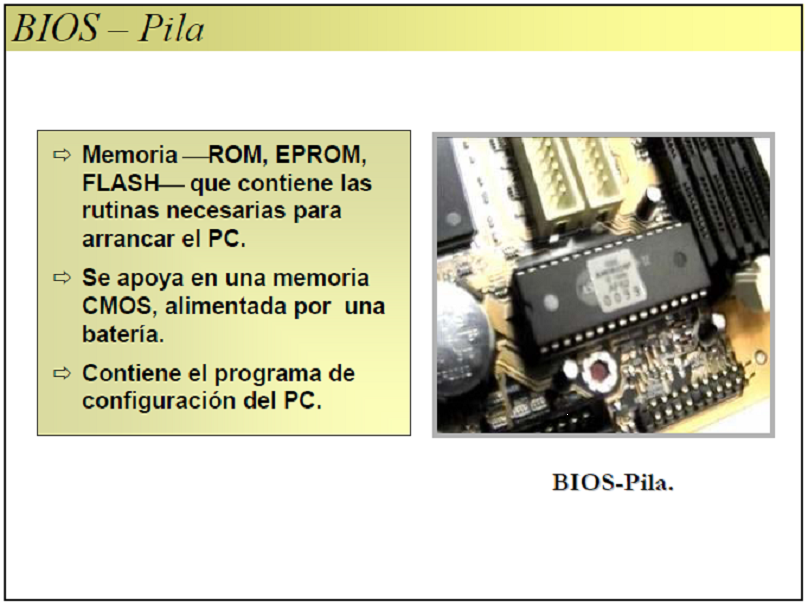 BIOS – Pila
⇨ Memoria —ROM, EPROM,
FLASH— que contiene las
rutinas necesarias para
arrancar el PC.
⇨ Se apoya en una memoria
CMOS, alimentada por una
batería.
⇨ Contiene el programa de
configuración del PC.
BIOS-Pila.